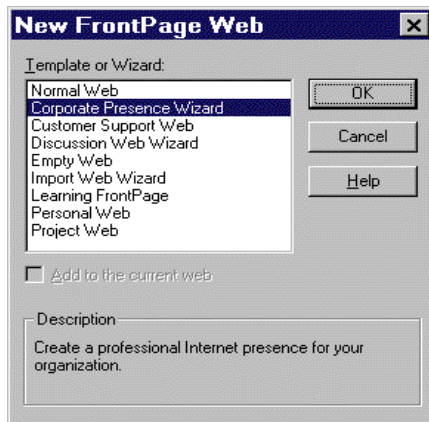 New FrontPage Web
Template or Wizard:
Normal Web
Corporate Presence Wizard
Customer Support Web
Discussion Web Wizard
Empty Web
Import Web Wizard
Learning FrontPage
Personal Web
Project Web
OK
Cancel
Help
Add to the current web
Description
Create a professional Internet presence for your
organization.